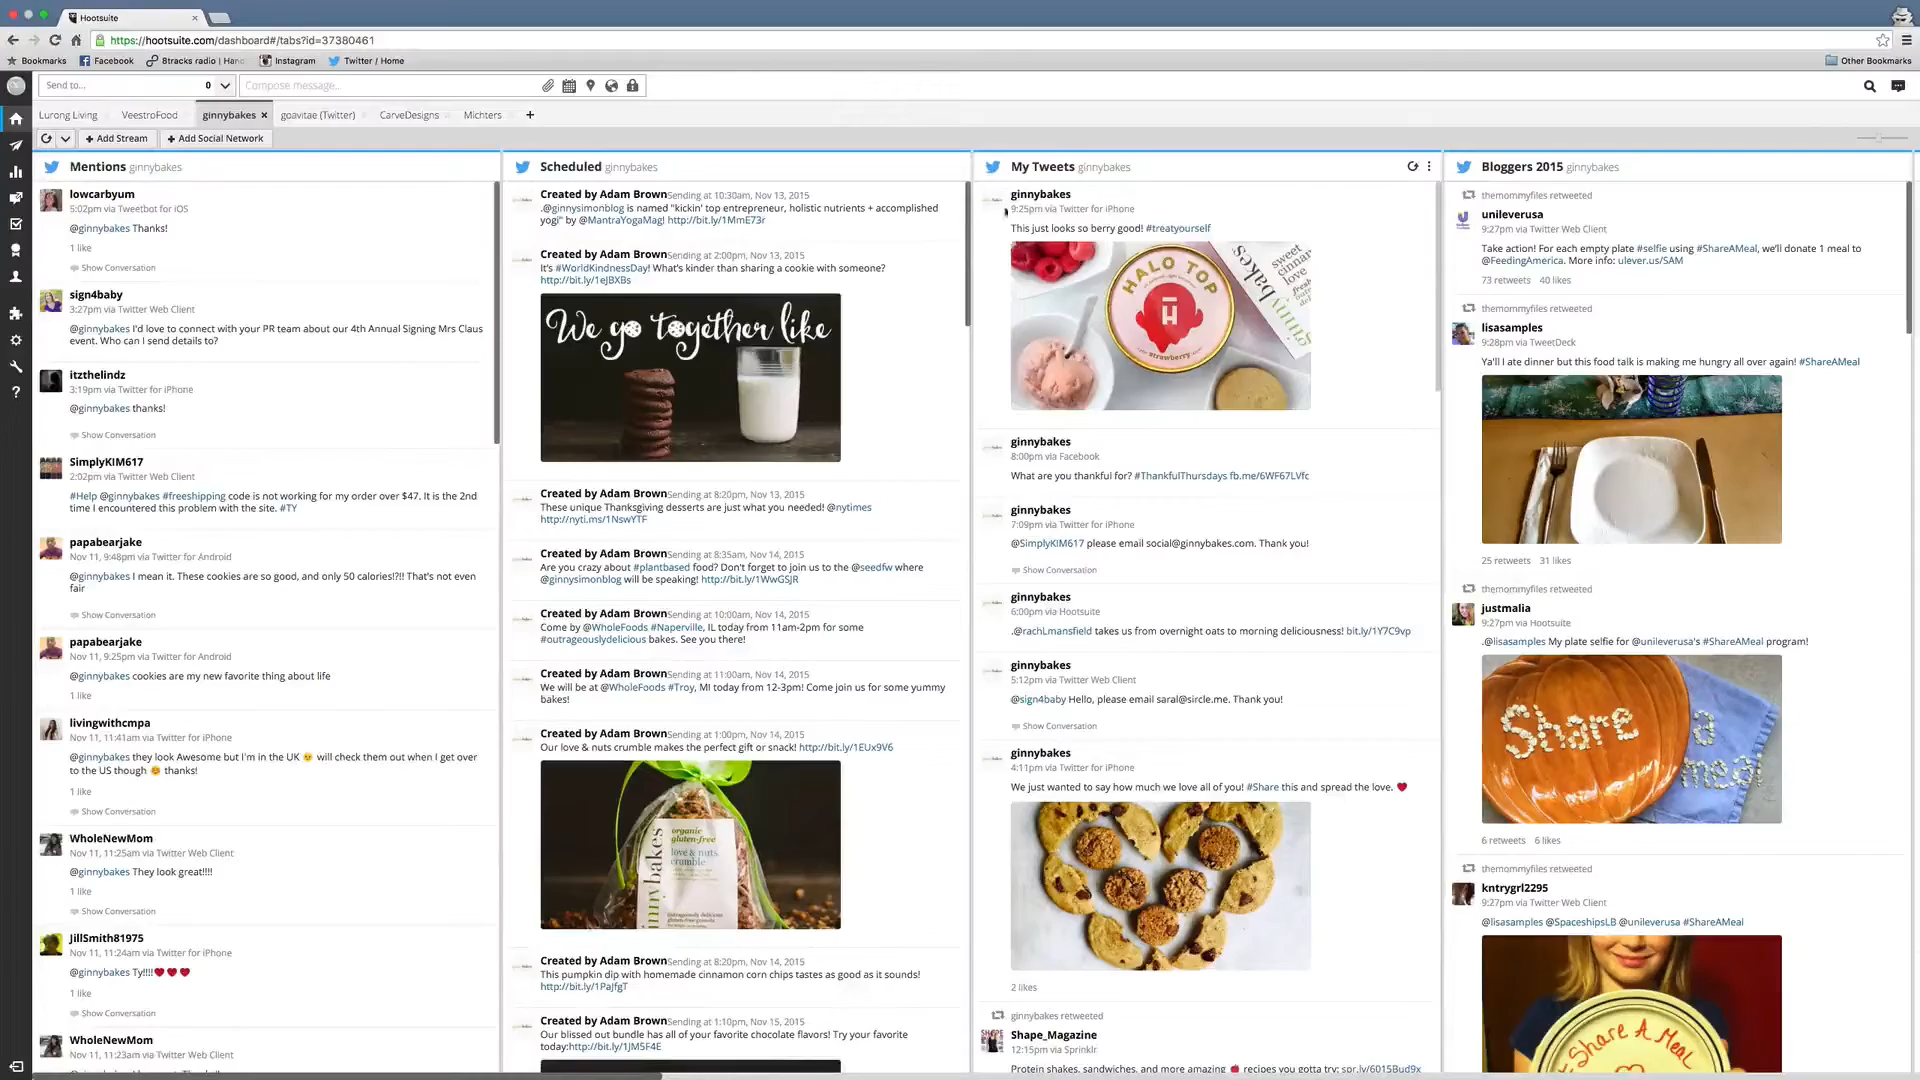 Hootsuite
https://hootsuite.com/dashboard#/tabs?id=37380461
Bookmarks Facebook 8tracks radio | Han Instagram Twitter / Home Other Bookmarks
Send to... 0 Compose message...
Lurong Living VeestroFood ginnybakes goavitae (Twitter) CarveDesigns Michters
Add Stream Add Social Network
Mentions ginnybakes
lowcarbyum
5:02pm via Tweetbot for iOS
@ginnybakes Thanks!
1 like
Show Conversation
sign4baby
3:27pm via Twitter Web Client
@ginnybakes I'd love to connect with your PR team about our 4th Annual Signing Mrs Claus
event. Who can I send details to?
itzthelindz
3:19pm via Twitter for iPhone
@ginnybakes thanks!
Show Conversation
SimplyKIM617
2:02pm via Twitter Web Client
#Help @ginnybakes #freeshipping code is not working for my order over $47. It is the 2nd
time I encountered this problem with the site. #TY
papabearjake
Nov 11, 9:48pm via Twitter for Android
@ginnybakes I mean it. These cookies are so good, and only 50 calories!?!! That's not even
fair
Show Conversation
papabearjake
Nov 11, 9:25pm via Twitter for Android
@ginnybakes cookies are my new favorite thing about life
1 like
livingwithcmpa
Nov 11, 11:41am via Twitter for iPhone
@ginnybakes they look Awesome but I'm in the UK will check them out when I get over
to the US though thanks!
1 like
Show Conversation
WholeNewMom
Nov 11, 11:25am via Twitter Web Client
@ginnybakes They look great!!!!
1 like
Show Conversation
JillSmith81975
Nov 11, 11:24am via Twitter for iPhone
@ginnybakes Ty!!!!
1 like
Show Conversation
WholeNewMom
Nov 11, 11:23am via Twitter Web Client
Scheduled ginnybakes
Created by Adam Brown Sending at 10:30am, Nov 13, 2015
.@ginnysimonblog is named "kickin' top entrepreneur, holistic nutrients + accomplished
yogi" by @MantraYogaMag! http://bit.ly/1MmE73r
Created by Adam Brown Sending at 2:00pm, Nov 13, 2015
It's #WorldKindnessDay! What's kinder than sharing a cookie with someone?
http://bit.ly/1eJBXBs
We go together like
Created by Adam Brown Sending at 8:20pm, Nov 13, 2015
These unique Thanksgiving desserts are just what you needed! @nytimes
http://nyti.ms/1NswYTF
Created by Adam Brown Sending at 8:35am, Nov 14, 2015
Are you crazy about #plantbased food? Don't forget to join us to the @seedfw where
@ginnysimonblog will be speaking! http://bit.ly/1WwGSJR
Created by Adam Brown Sending at 10:00am, Nov 14, 2015
Come by @WholeFoods #Naperville, IL today from 11am-2pm for some
#outrageouslydelicious bakes. See you there!
Created by Adam Brown Sending at 11:00am, Nov 14, 2015
We will be at @WholeFoods #Troy, MI today from 12-3pm! Come join us for some yummy
bakes!
Created by Adam Brown Sending at 1:00pm, Nov 14, 2015
Our love & nuts crumble makes the perfect gift or snack! http://bit.ly/1EUx9V6
organic
gluten-free
love & nuts
crumble
innybakes
Created by Adam Brown Sending at 8:20pm, Nov 14, 2015
This pumpkin dip with homemade cinnamon corn chips tastes as good as it sounds!
http://bit.ly/1PaJfgT
Created by Adam Brown Sending at 1:10pm, Nov 15, 2015
Our blissed out bundle has all of your favorite chocolate flavors! Try your favorite
today:http://bit.ly/1JM5F4E
My Tweets ginnybakes
ginnybakes
9:25pm via Twitter for iPhone
This just looks so berry good! #treatyourself
HALO TOP
H
strawberry
sweet
cinna
love
ginny
ginnybakes
8:00pm via Facebook
What are you thankful for? #ThankfulThursdays fb.me/6WF67LVfc
ginnybakes
7:09pm via Twitter for iPhone
@SimplyKIM617 please email social@ginnybakes.com. Thank you!
Show Conversation
ginnybakes
6:00pm via Hootsuite
.@rachLmansfield takes us from overnight oats to morning deliciousness! bit.ly/1Y7C9vp
ginnybakes
5:12pm via Twitter Web Client
@sign4baby Hello, please email saral@sircle.me. Thank you!
Show Conversation
ginnybakes
4:11pm via Twitter for iPhone
We just wanted to say how much we love all of you! #Share this and spread the love.
2 likes
ginnybakes retweeted
Shape_Magazine
12:15pm via Sprinklr
Protein shakes, sandwiches, and more amazing recipes you gotta try: spr.ly/6015Bud9x
Bloggers 2015 ginnybakes
themommyfiles retweeted
unileverusa
9:27pm via Twitter Web Client
Take action! For each empty plate #selfie using #ShareAMeal, we'll donate 1 meal to
@FeedingAmerica. More info: ulever.us/SAM
73 retweets 40 likes
themommyfiles retweeted
lisasamples
9:28pm via TweetDeck
Ya'll I ate dinner but this food talk is making me hungry all over again! #ShareAMeal
25 retweets 31 likes
themommyfiles retweeted
justmalia
9:27pm via Hootsuite
.@lisasamples My plate selfie for @unileverusa's #ShareAMeal program!
Share a meal
6 retweets 6 likes
themommyfiles retweeted
kntrygrl2295
9:27pm via Twitter Web Client
@lisasamples @SpaceshipsLB @unileverusa #ShareAMeal
Share A Meal